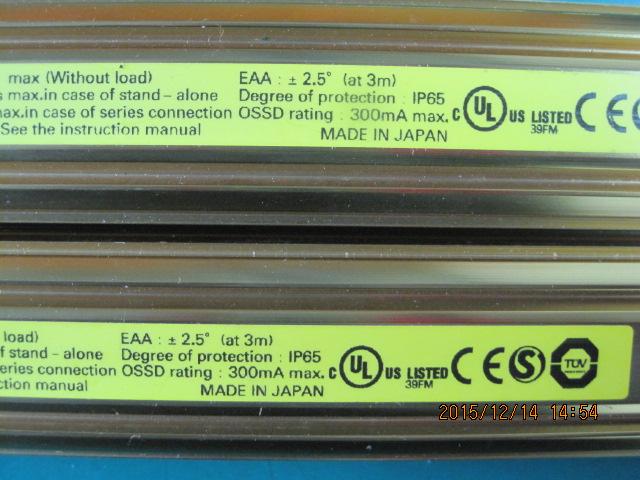 max (Without load) EAA : ± 2.5° (at 3m)
max.in case of stand – alone Degree of protection : IP65
max.in case of series connection OSSD rating : 300mA max.
See the instruction manual MADE IN JAPAN
C UL US LISTED
39FM
CE
load) EAA : ± 2.5° (at 3m)
of stand – alone Degree of protection : IP65
series connection OSSD rating : 300mA max.
MADE IN JAPAN
C UL US LISTED
39FM
CE S TÜV
2015/12/14 14:54